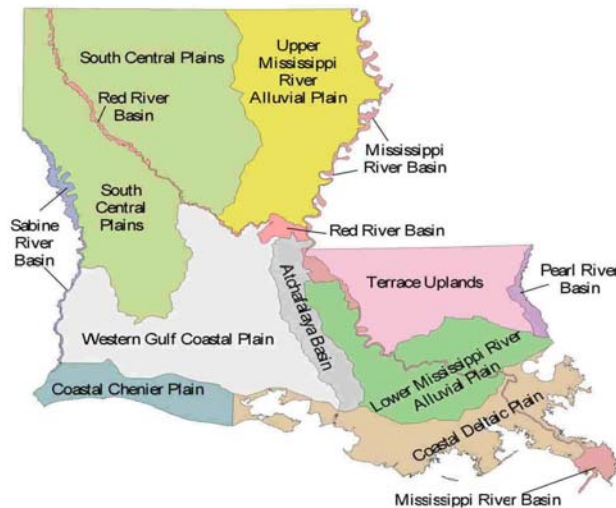 South Central Plains
Upper
Mississippi
River
Alluvial Plain
Red River
Basin
Mississippi
River Basin
South
Central
Plains
Sabine
River
Basin
Red River Basin
Atchafalaya Basin
Terrace Uplands
Pearl River
Basin
Western Gulf Coastal Plain
Lower Mississippi River
Alluvial Plain
Coastal Chenier Plain
Coastal Deltaic Plain
Mississippi River Basin